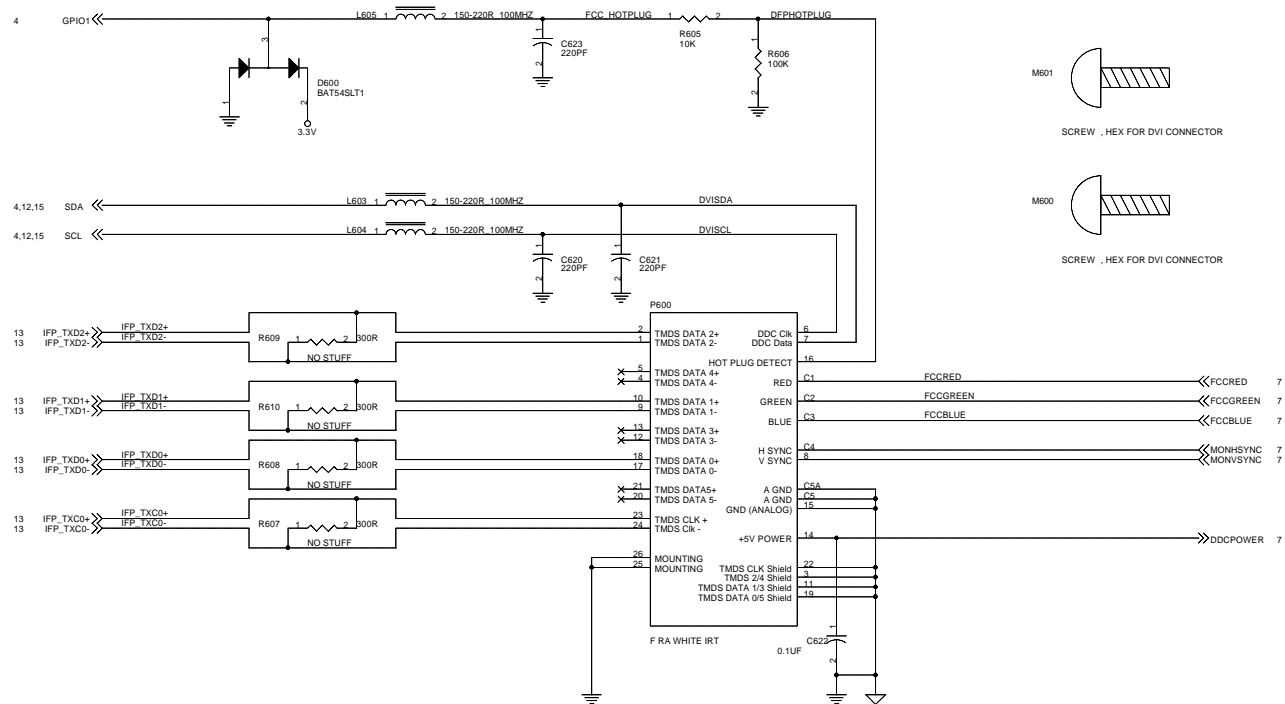 4 GPIO1 L605 1 2 150-220R_100MHZ FCC_HOTPLUG 1 2 DFPHOTPLUG
R605
10K
1
C623
220PF
2
1
R606
100K
2
3
D600
BAT54SLT1
1
2
3.3V
M601
SCREW , HEX FOR DVI CONNECTOR
M600
SCREW , HEX FOR DVI CONNECTOR
4,12,15 SDA L603 1 2 150-220R_100MHZ DVISDA
4,12,15 SCL L604 1 2 150-220R_100MHZ DVISCL
1
C620
220PF
2
1
C621
220PF
2
P600
13 IFP_TXD2+ IFP_TXD2+
13 IFP_TXD2- IFP_TXD2-
R609 1 2 300R
NO STUFF
13 IFP_TXD1+ IFP_TXD1+
13 IFP_TXD1- IFP_TXD1-
R610 1 2 300R
NO STUFF
13 IFP_TXD0+ IFP_TXD0+
13 IFP_TXD0- IFP_TXD0-
R608 1 2 300R
NO STUFF
13 IFP_TXC0+ IFP_TXC0+
13 IFP_TXC0- IFP_TXC0-
R607 1 2 300R
NO STUFF
2 TMDS DATA 2+
1 TMDS DATA 2-
5 TMDS DATA 4+
4 TMDS DATA 4-
10 TMDS DATA 1+
9 TMDS DATA 1-
13 TMDS DATA 3+
12 TMDS DATA 3-
18 TMDS DATA 0+
17 TMDS DATA 0-
21 TMDS DATA5+
20 TMDS DATA 5-
23 TMDS CLK +
24 TMDS Clk -
26 MOUNTING
25 MOUNTING
DDC Clk 6
DDC Data 7
HOT PLUG DETECT 16
RED C1 FCCRED FCCRED 7
GREEN C2 FCCGREEN FCCGREEN 7
BLUE C3 FCCBLUE FCCBLUE 7
H SYNC C4 MONHSYNC 7
V SYNC 8 MONVSYNC 7
A GND C5A
A GND C5
GND (ANALOG) 15
+5V POWER 14 DDCPOWER 7
TMDS CLK Shield 22
TMDS 2/4 Shield 3
TMDS DATA 1/3 Shield 11
TMDS DATA 0/5 Shield 19
F RA WHITE IRT
1
C622
0.1UF
2